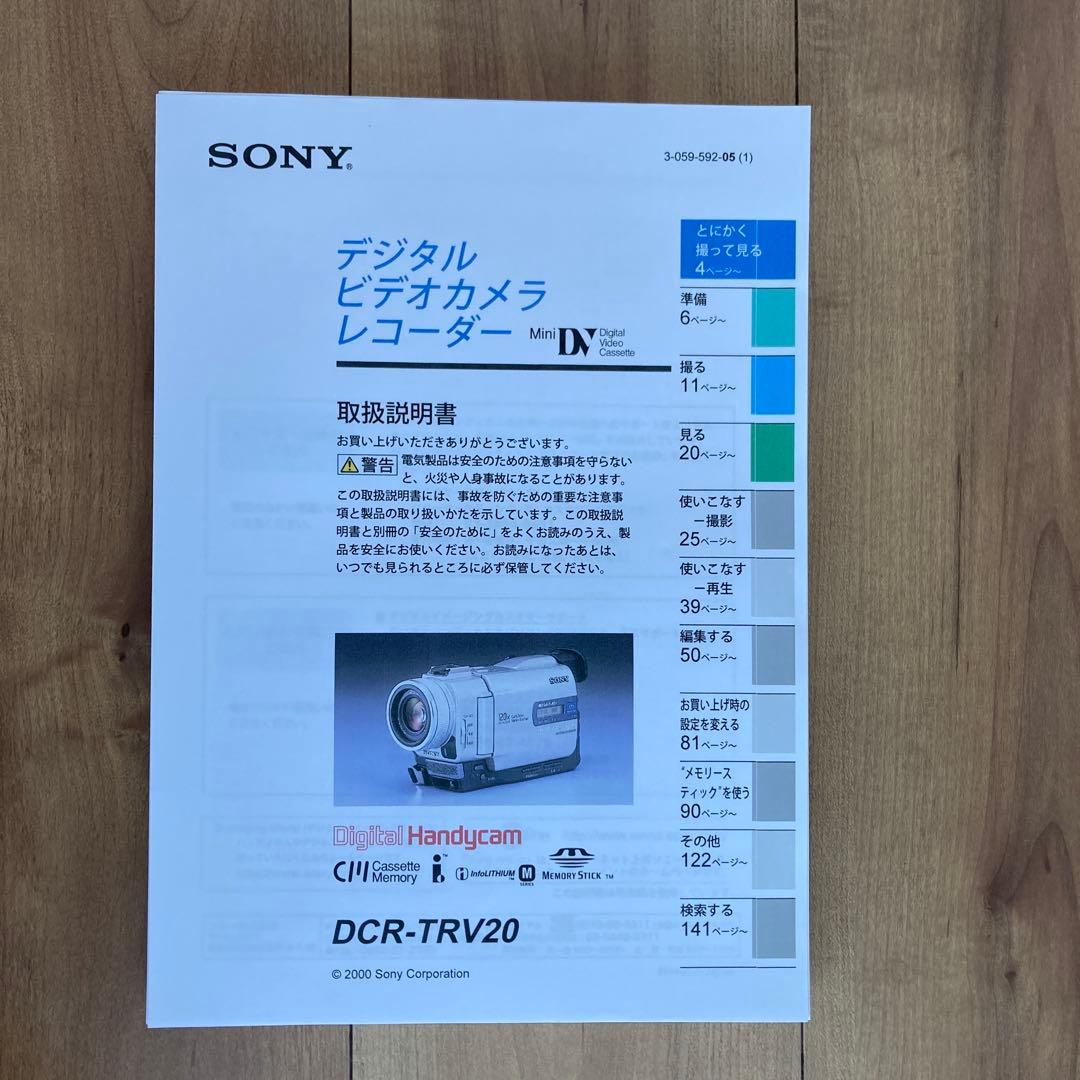 SONY®
3-059-592-05 (1)
デジタル
ビデオカメラ
レコーダー
Mini DV Digital
Video
Cassette
取扱説明書
お買い上げいただきありがとうございます。
警告 電気製品は安全のための注意事項を守らない
と、火災や人身事故になることがあります。
この取扱説明書には、事故を防ぐための重要な注意事
項と製品の取り扱いかたを示しています。この取扱説
明書と別冊の「安全のために」をよくお読みのうえ、製
品を安全にお使いください。お読みになったあとは、
いつでも見られるところに必ず保管してください。
とにかく
撮って見る
4ページ〜
準備
6ページ〜
撮る
11ページ〜
見る
20ページ〜
使いこなす
ー撮影
25ページ〜
使いこなす
ー再生
39ページ〜
編集する
50ページ〜
お買い上げ時の
設定を変える
81ページ〜
“メモリース
ティック”を使う
90ページ〜
その他
122ページ〜
検索する
141ページ〜
SONY
120x
SONY
Digital Handycam
CM Cassette
Memory
i™
InfoLITHIUM™ M
SERIES
MEMORY STICK™
DCR-TRV20
© 2000 Sony Corporation